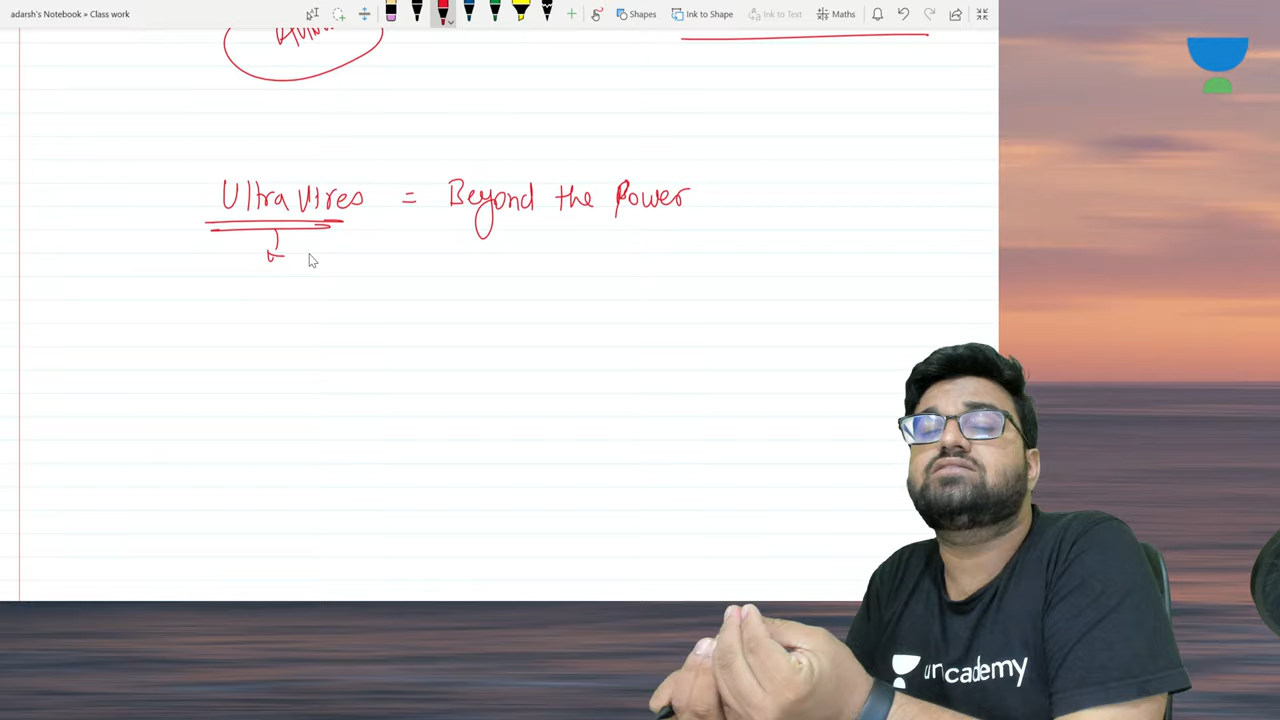 adarsh's Notebook » Class work
Shapes
Ink to Shape
Ink to Text
Maths
Ultra Vires = Beyond the Power
unacademy